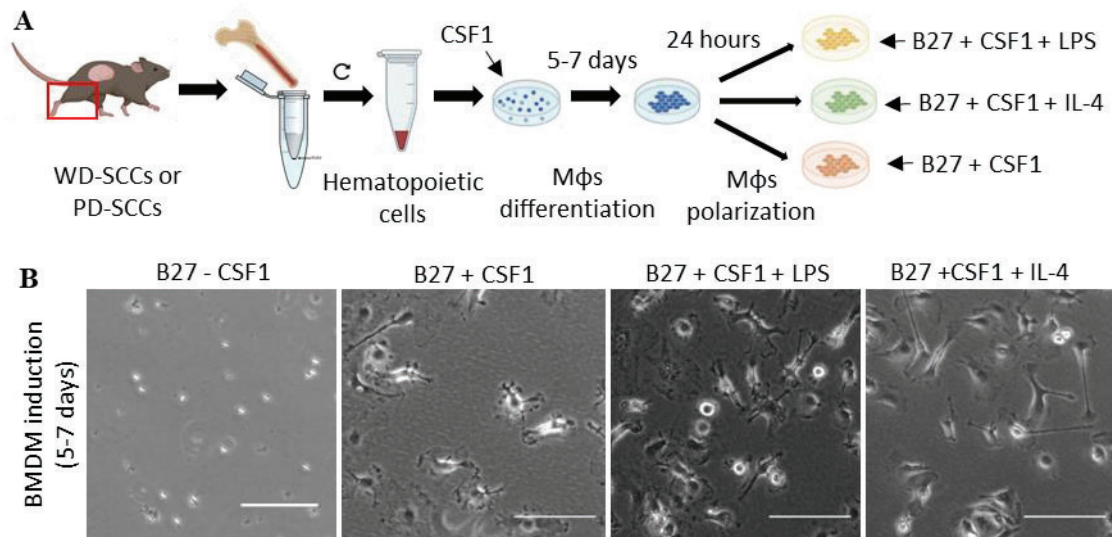 A
CSF1
24 hours
5-7 days
B27 + CSF1 + LPS
B27 + CSF1 + IL-4
B27 + CSF1
WD-SCCs or
PD-SCCs
Hematopoietic
cells
Mϕs
differentiation
Mϕs
polarization
B
B27 - CSF1
B27 + CSF1
B27 + CSF1 + LPS
B27 +CSF1 + IL-4
BMDM induction
(5-7 days)